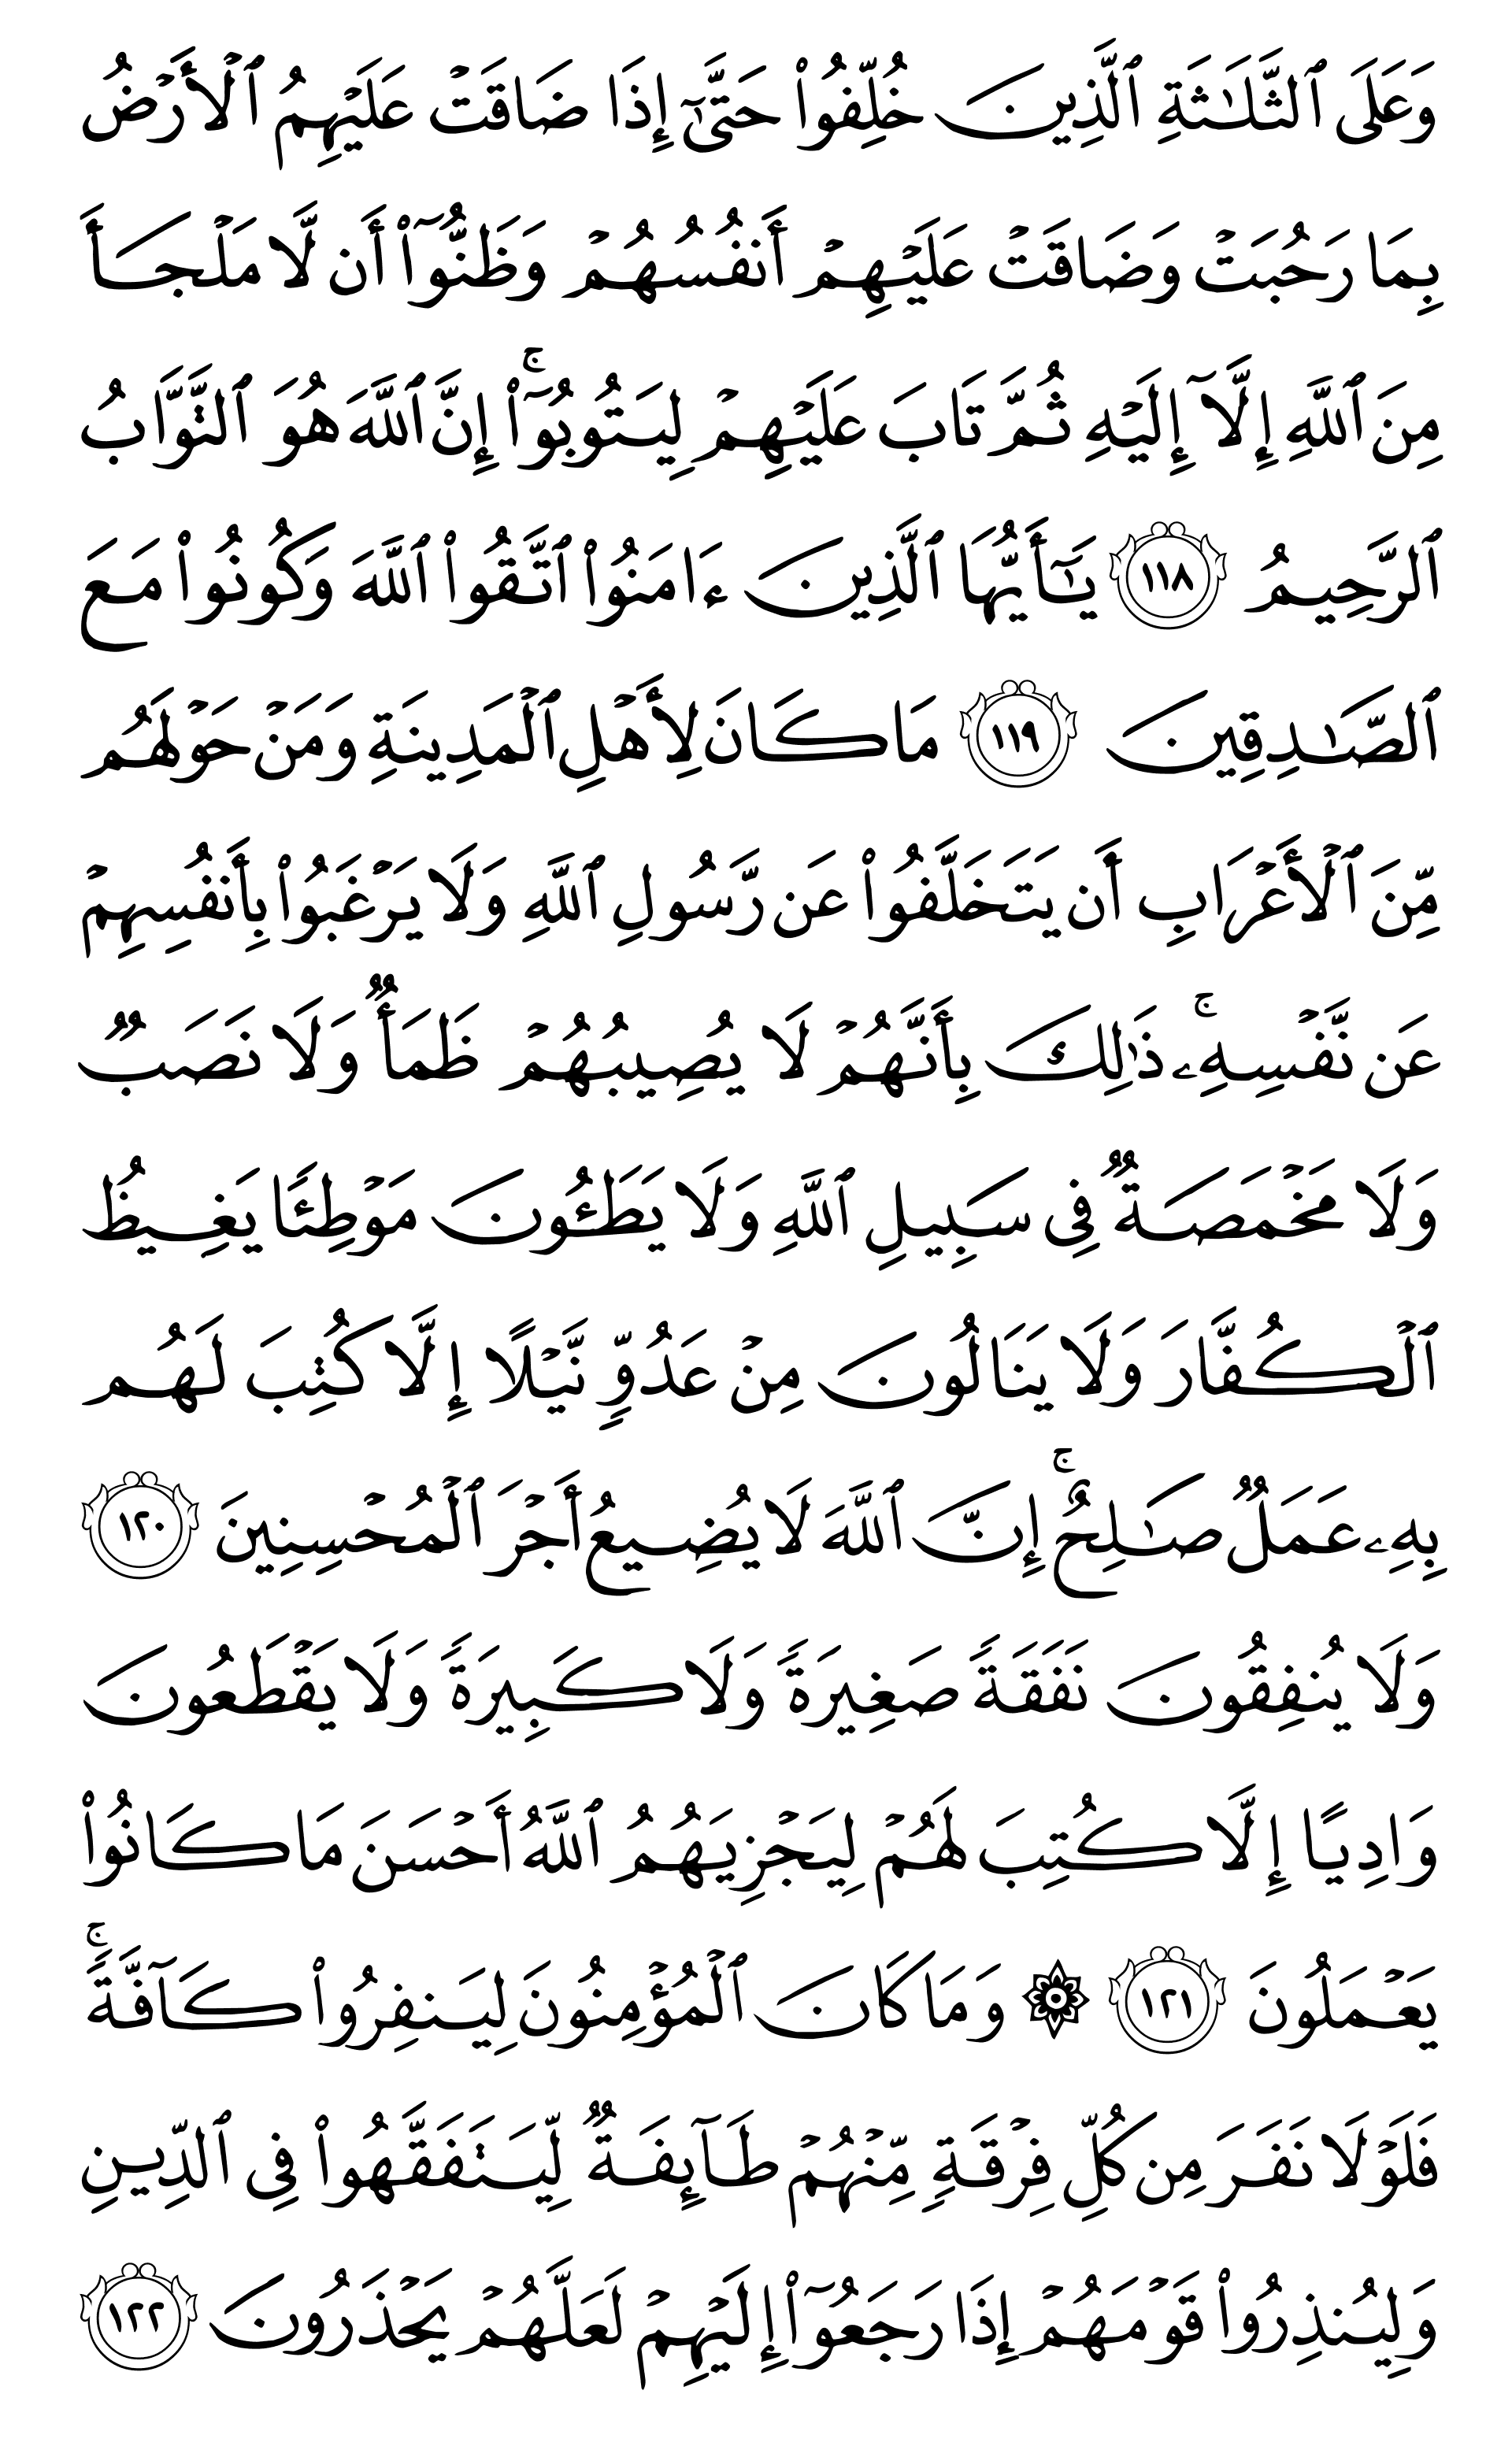 وَعَلَى ٱلثَّلَٰثَةِ ٱلَّذِينَ خُلِّفُوا۟ حَتَّىٰٓ إِذَا ضَاقَتْ عَلَيْهِمُ ٱلْأَرْضُ
بِمَا رَحُبَتْ وَضَاقَتْ عَلَيْهِمْ أَنفُسُهُمْ وَظَنُّوٓا۟ أَن لَّا مَلْجَأَ
مِنَ ٱللَّهِ إِلَّآ إِلَيْهِ ثُمَّ تَابَ عَلَيْهِمْ لِيَتُوبُوٓا۟ ۚ إِنَّ ٱللَّهَ هُوَ ٱلتَّوَّابُ
ٱلرَّحِيمُ ١١٨ يَٰٓأَيُّهَا ٱلَّذِينَ ءَامَنُوا۟ ٱتَّقُوا۟ ٱللَّهَ وَكُونُوا۟ مَعَ
ٱلصَّٰدِقِينَ ١١٩ مَا كَانَ لِأَهْلِ ٱلْمَدِينَةِ وَمَنْ حَوْلَهُم
مِّنَ ٱلْأَعْرَابِ أَن يَتَخَلَّفُوا۟ عَن رَّسُولِ ٱللَّهِ وَلَا يَرْغَبُوا۟ بِأَنفُسِهِمْ
عَن نَّفْسِهِۦ ۚ ذَٰلِكَ بِأَنَّهُمْ لَا يُصِيبُهُمْ ظَمَأٌ وَلَا نَصَبٌ
وَلَا مَخْمَصَةٌ فِى سَبِيلِ ٱللَّهِ وَلَا يَطَـُٔونَ مَوْطِئًا يَغِيظُ
ٱلْكُفَّارَ وَلَا يَنَالُونَ مِنْ عَدُوٍّ نَّيْلًا إِلَّا كُتِبَ لَهُم
بِهِۦ عَمَلٌ صَٰلِحٌ ۚ إِنَّ ٱللَّهَ لَا يُضِيعُ أَجْرَ ٱلْمُحْسِنِينَ ١٢٠
وَلَا يُنفِقُونَ نَفَقَةً صَغِيرَةً وَلَا كَبِيرَةً وَلَا يَقْطَعُونَ
وَادِيًا إِلَّا كُتِبَ لَهُمْ لِيَجْزِيَهُمُ ٱللَّهُ أَحْسَنَ مَا كَانُوا۟
يَعْمَلُونَ ١٢١ ۞ وَمَا كَانَ ٱلْمُؤْمِنُونَ لِيَنفِرُوا۟ كَآفَّةً ۚ
فَلَوْلَا نَفَرَ مِن كُلِّ فِرْقَةٍ مِّنْهُمْ طَآئِفَةٌ لِّيَتَفَقَّهُوا۟ فِى ٱلدِّينِ
وَلِيُنذِرُوا۟ قَوْمَهُمْ إِذَا رَجَعُوٓا۟ إِلَيْهِمْ لَعَلَّهُمْ يَحْذَرُونَ ١٢٢